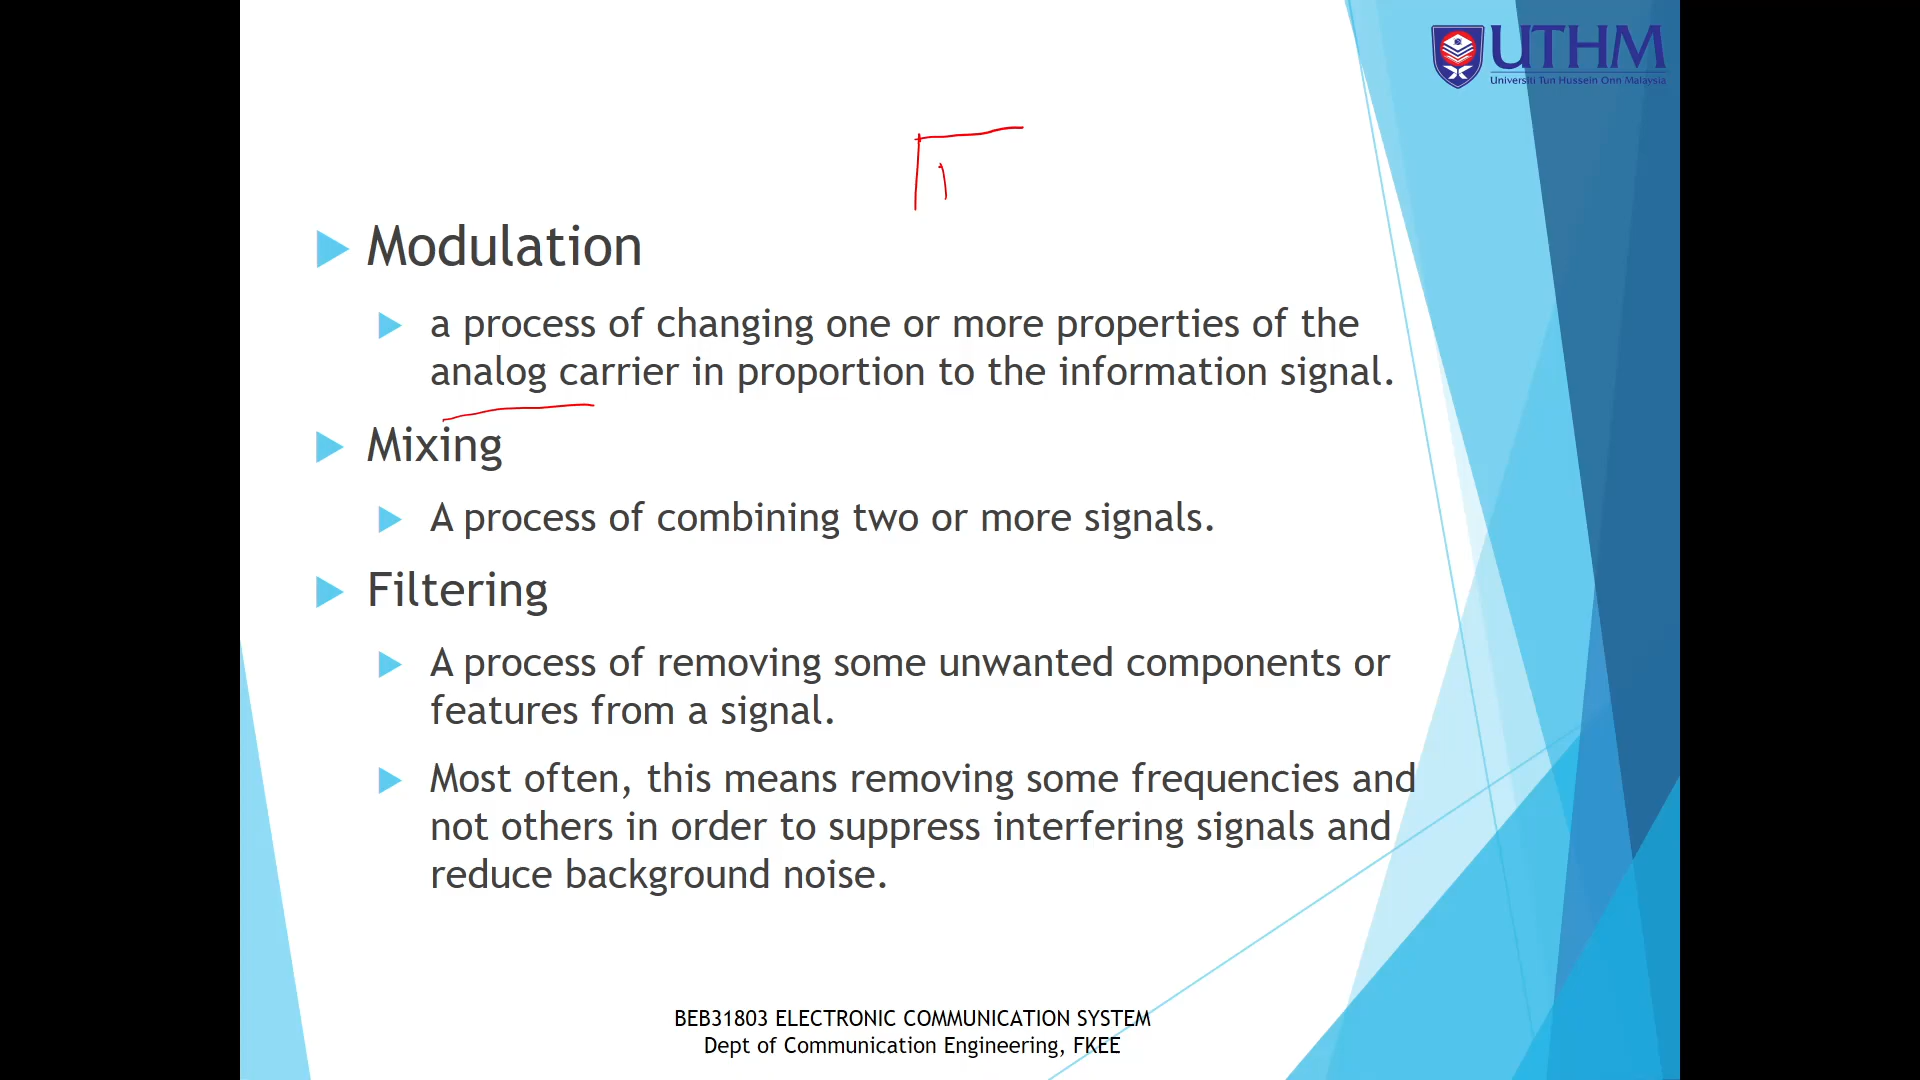 UTHM
Universiti Tun Hussein Onn Malaysia
Modulation
a process of changing one or more properties of the
analog carrier in proportion to the information signal.
Mixing
A process of combining two or more signals.
Filtering
A process of removing some unwanted components or
features from a signal.
Most often, this means removing some frequencies and
not others in order to suppress interfering signals and
reduce background noise.
BEB31803 ELECTRONIC COMMUNICATION SYSTEM
Dept of Communication Engineering, FKEE